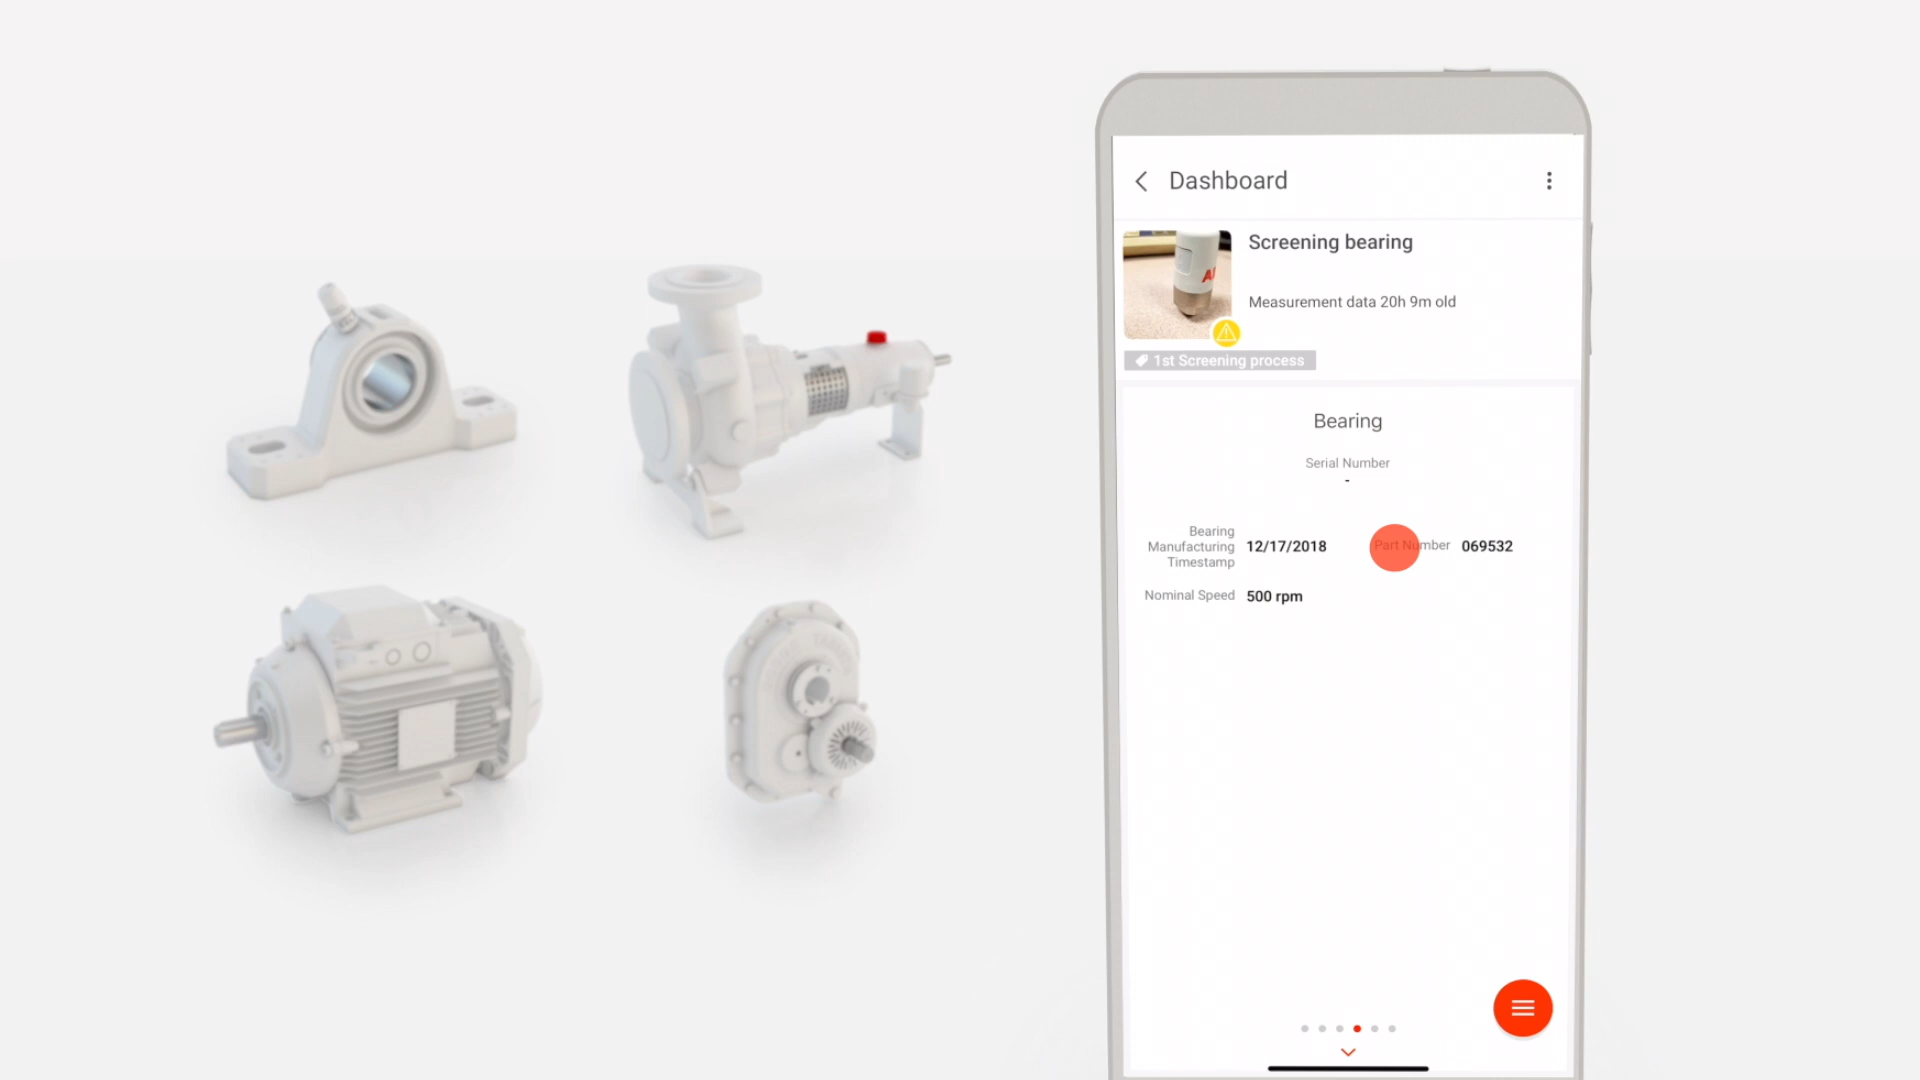 Dashboard
Screening bearing
Measurement data 20h 9m old
1st Screening process
Bearing
Serial Number
-
Bearing
Manufacturing
Timestamp
12/17/2018
Part Number
069532
Nominal Speed
500 rpm